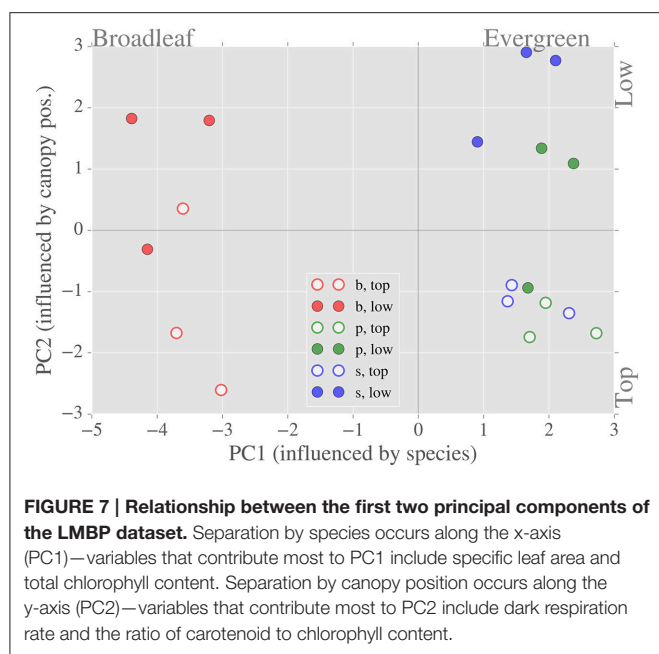 Broadleaf
Evergreen
Low
Top
3
2
1
0
−1
−2
−3
PC2 (influenced by canopy pos.)
b, top
b, low
p, top
p, low
s, top
s, low
−5
−4
−3
−2
−1
0
1
2
3
PC1 (influenced by species)
FIGURE 7 | Relationship between the first two principal components of
the LMBP dataset. Separation by species occurs along the x-axis
(PC1)—variables that contribute most to PC1 include specific leaf area and
total chlorophyll content. Separation by canopy position occurs along the
y-axis (PC2)—variables that contribute most to PC2 include dark respiration
rate and the ratio of carotenoid to chlorophyll content.